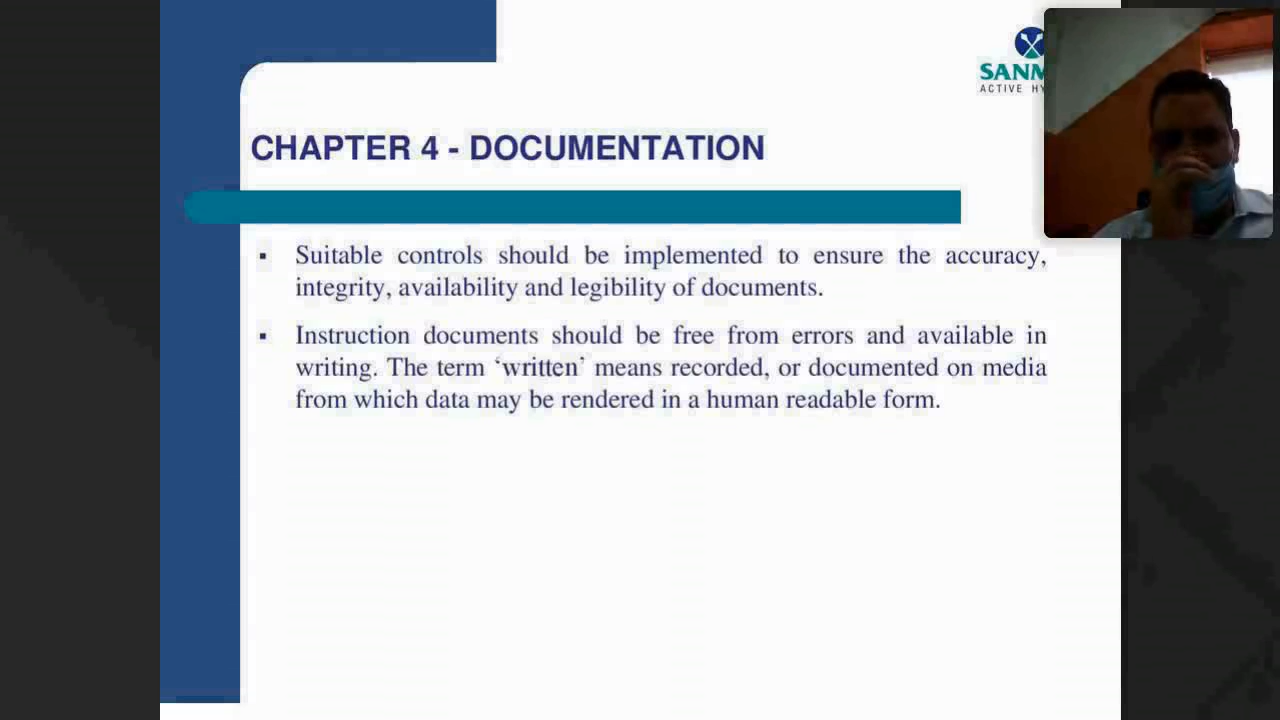 SANM
ACTIVE HY
CHAPTER 4 - DOCUMENTATION
▪ Suitable controls should be implemented to ensure the accuracy,
integrity, availability and legibility of documents.
▪ Instruction documents should be free from errors and available in
writing. The term ‘written’ means recorded, or documented on media
from which data may be rendered in a human readable form.